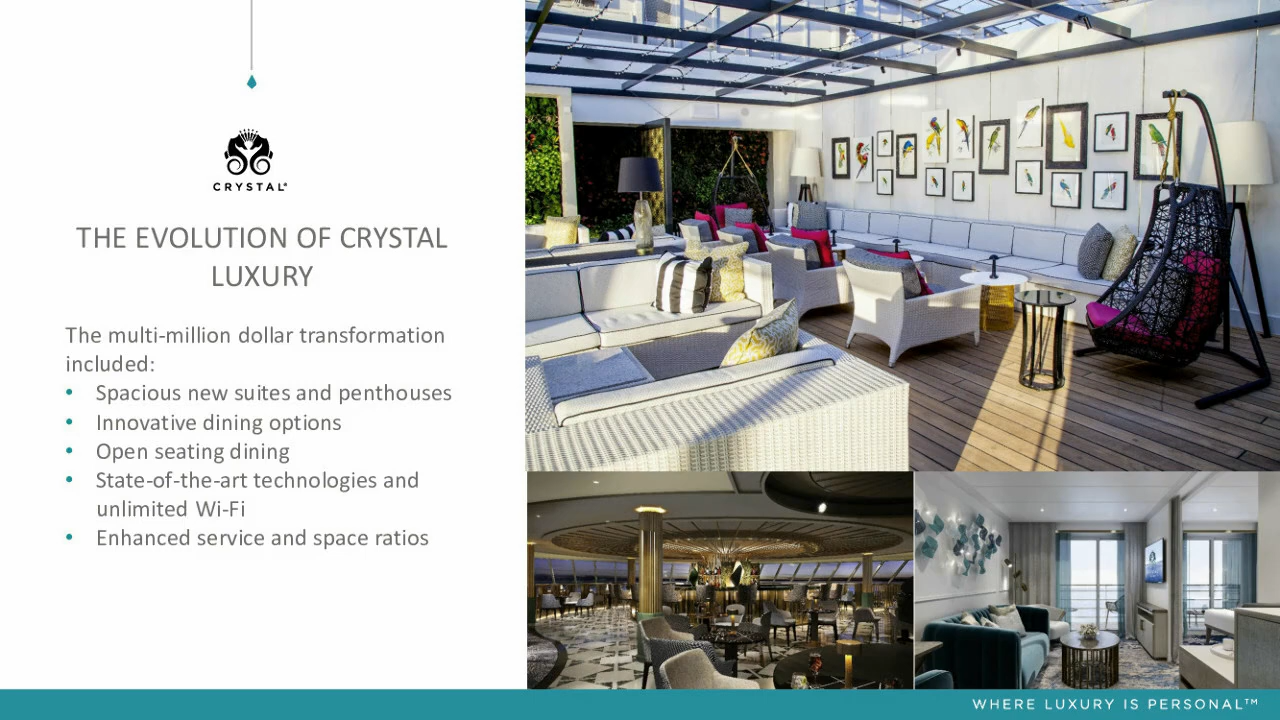 CRYSTAL®
THE EVOLUTION OF CRYSTAL
LUXURY
The multi-million dollar transformation
included:
• Spacious new suites and penthouses
• Innovative dining options
• Open seating dining
• State-of-the-art technologies and
unlimited Wi-Fi
• Enhanced service and space ratios
WHERE LUXURY IS PERSONAL™